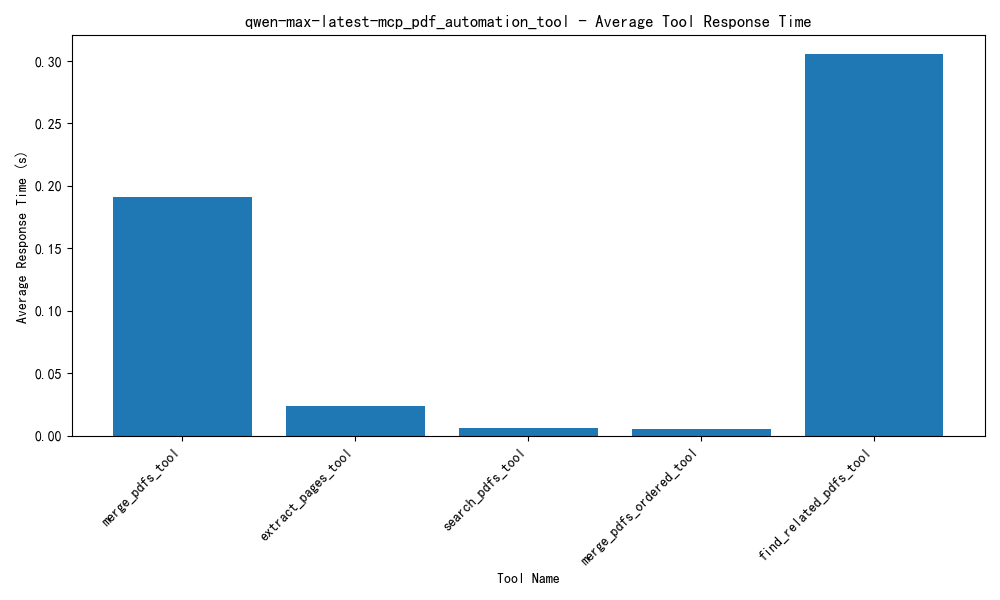 qwen-max-latest-mcp_pdf_automation_tool - Average Tool Response Time
Average Response Time (s)
0.30
0.25
0.20
0.15
0.10
0.05
0.00
merge_pdfs_tool
extract_pages_tool
search_pdfs_tool
merge_pdfs_ordered_tool
find_related_pdfs_tool
Tool Name